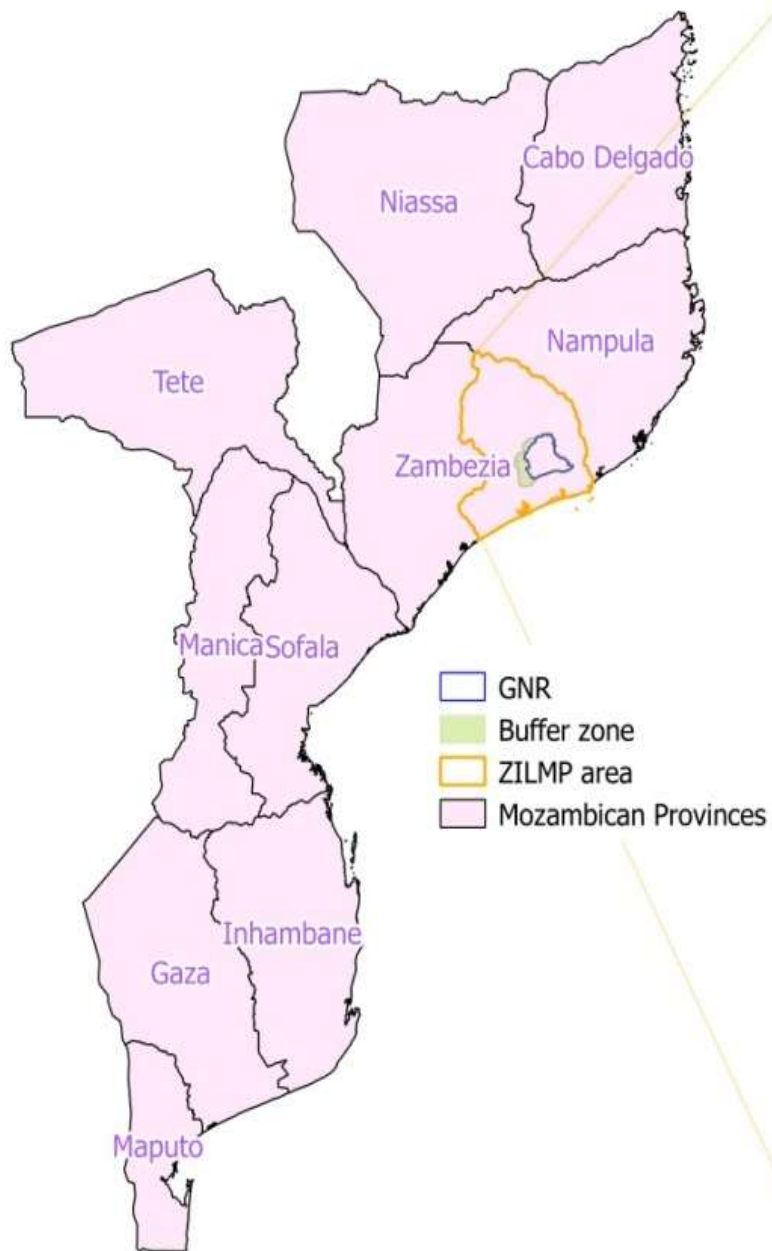 Cabo Delgado
Niassa
Nampula
Tete
Zambezia
Manica
Sofala
GNR
Buffer zone
ZILMP area
Mozambican Provinces
Inhambane
Gaza
Maputo